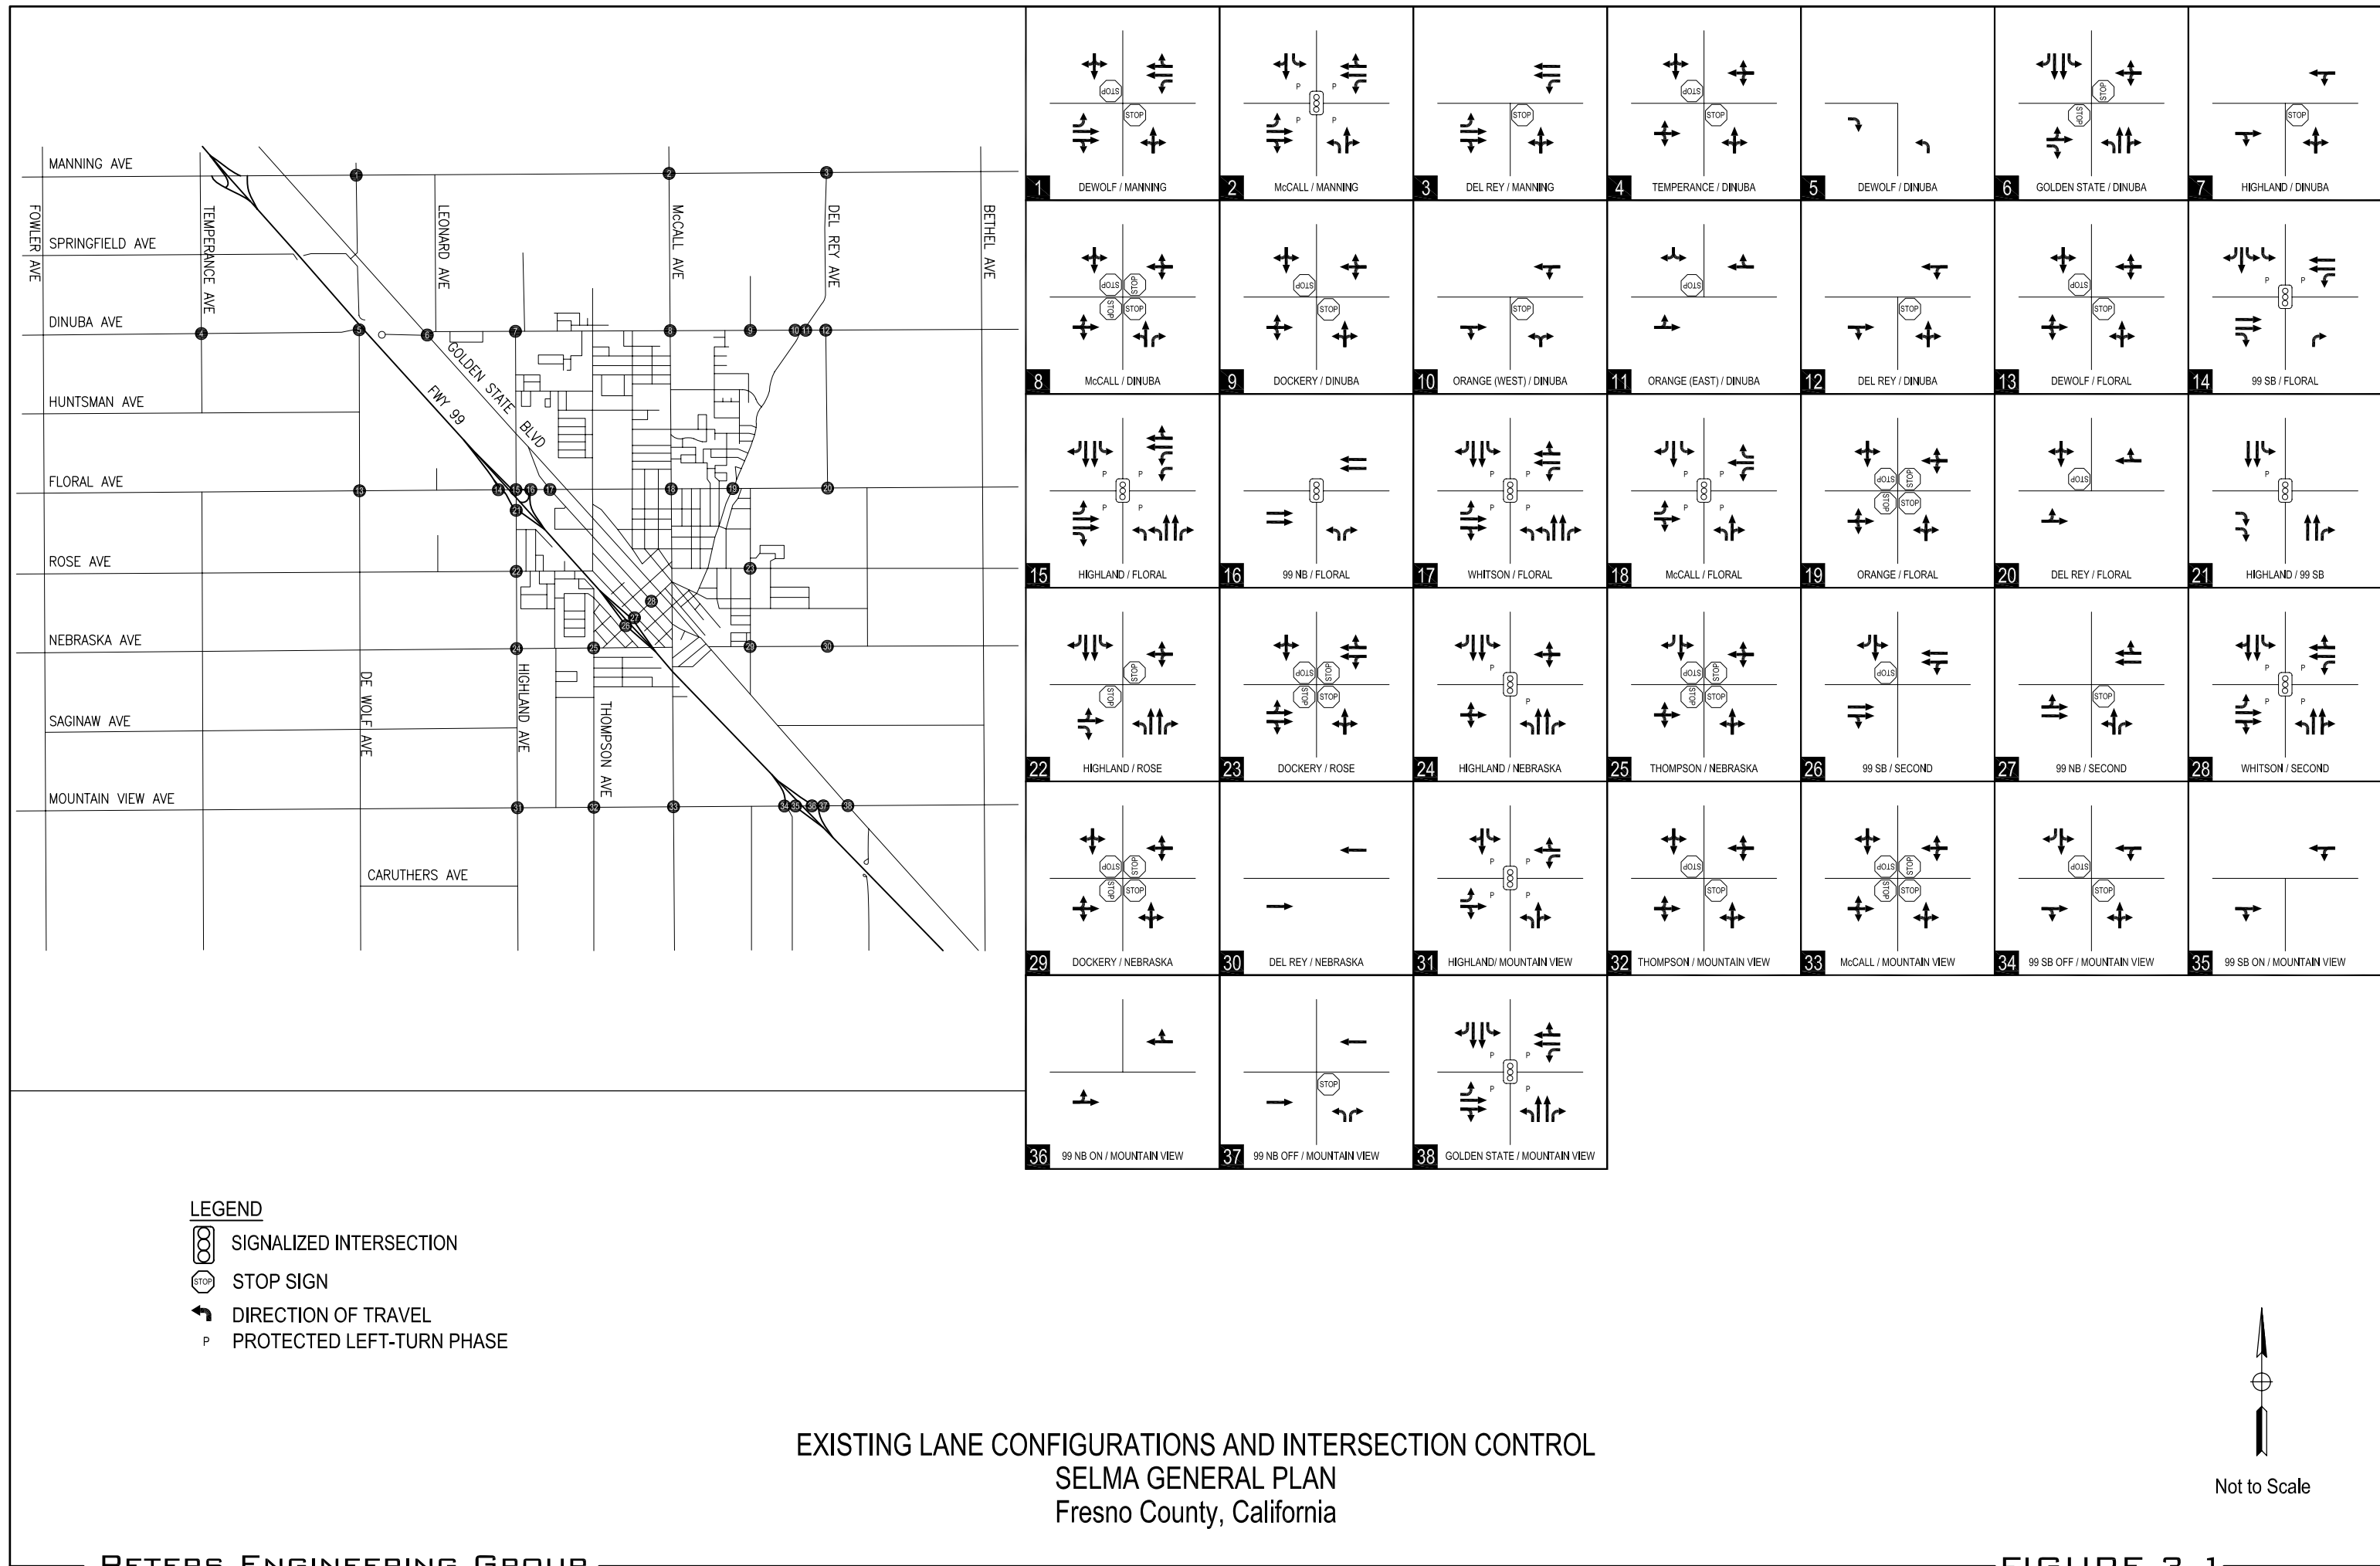 MANNING AVE
SPRINGFIELD AVE
DINUBA AVE
HUNTSMAN AVE
FLORAL AVE
ROSE AVE
NEBRASKA AVE
SAGINAW AVE
MOUNTAIN VIEW AVE
CARUTHERS AVE
FOWLER AVE
TEMPERANCE AVE
LEONARD AVE
McCALL AVE
DEL REY AVE
BETHEL AVE
GOLDEN STATE BLVD
FWY 99
DE WOLF AVE
HIGHLAND AVE
THOMPSON AVE
1 DEWOLF / MANNING
2 McCALL / MANNING
3 DEL REY / MANNING
4 TEMPERANCE / DINUBA
5 DEWOLF / DINUBA
6 GOLDEN STATE / DINUBA
7 HIGHLAND / DINUBA
8 McCALL / DINUBA
9 DOCKERY / DINUBA
10 ORANGE (WEST) / DINUBA
11 ORANGE (EAST) / DINUBA
12 DEL REY / DINUBA
13 DEWOLF / FLORAL
14 99 SB / FLORAL
15 HIGHLAND / FLORAL
16 99 NB / FLORAL
17 WHITSON / FLORAL
18 McCALL / FLORAL
19 ORANGE / FLORAL
20 DEL REY / FLORAL
21 HIGHLAND / 99 SB
22 HIGHLAND / ROSE
23 DOCKERY / ROSE
24 HIGHLAND / NEBRASKA
25 THOMPSON / NEBRASKA
26 99 SB / SECOND
27 99 NB / SECOND
28 WHITSON / SECOND
29 DOCKERY / NEBRASKA
30 DEL REY / NEBRASKA
31 HIGHLAND/ MOUNTAIN VIEW
32 THOMPSON / MOUNTAIN VIEW
33 McCALL / MOUNTAIN VIEW
34 99 SB OFF / MOUNTAIN VIEW
35 99 SB ON / MOUNTAIN VIEW
36 99 NB ON / MOUNTAIN VIEW
37 99 NB OFF / MOUNTAIN VIEW
38 GOLDEN STATE / MOUNTAIN VIEW
LEGEND
SIGNALIZED INTERSECTION
STOP STOP SIGN
DIRECTION OF TRAVEL
P PROTECTED LEFT-TURN PHASE
EXISTING LANE CONFIGURATIONS AND INTERSECTION CONTROL
SELMA GENERAL PLAN
Fresno County, California
Not to Scale
PETERS ENGINEERING GROUP
FIGURE 3-1